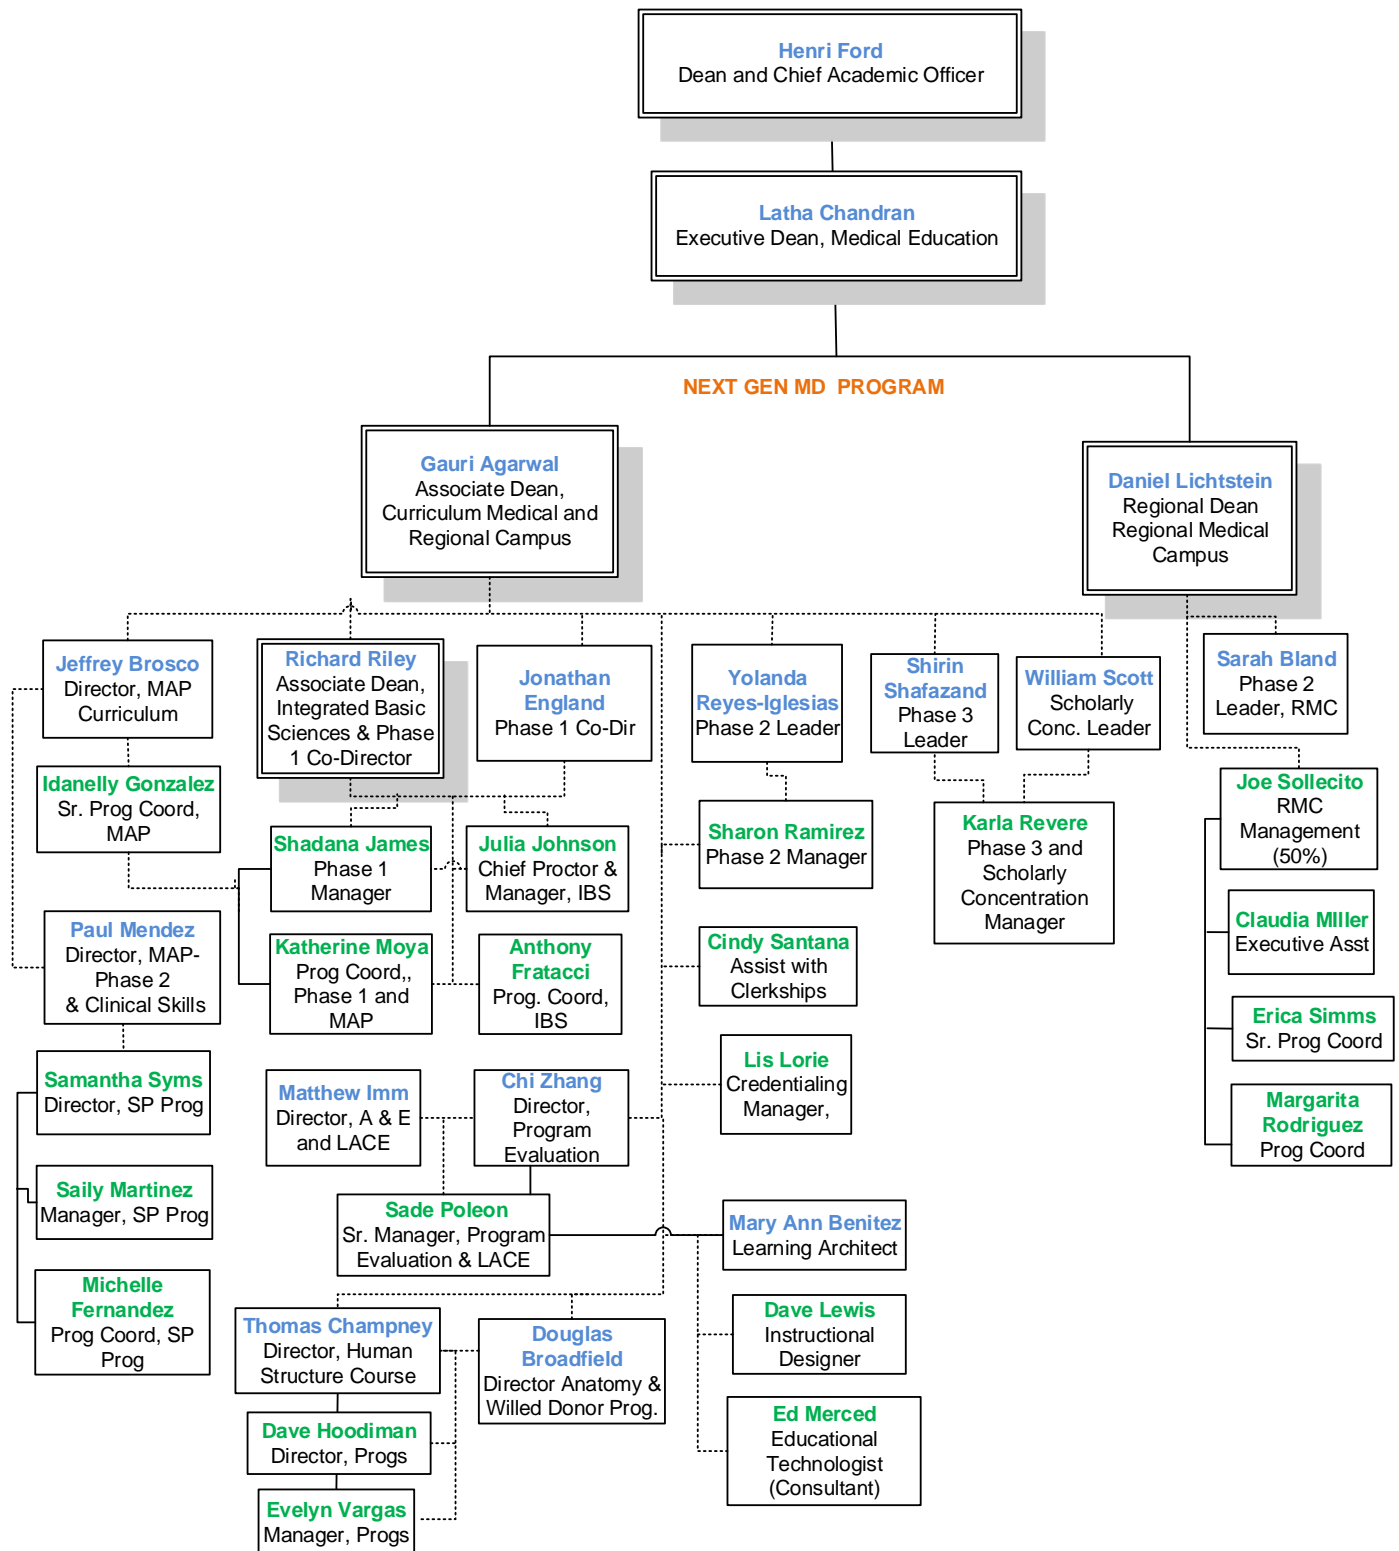 Henri Ford
Dean and Chief Academic Officer
Latha Chandran
Executive Dean, Medical Education
NEXT GEN MD  PROGRAM
Gauri Agarwal
Associate Dean,
Curriculum Medical and
Regional Campus
Daniel Lichtstein
Regional Dean
Regional Medical
Campus
Jeffrey Brosco
Director, MAP
Curriculum
Richard Riley
Associate Dean,
Integrated Basic
Sciences & Phase
1 Co-Director
Jonathan
England
Phase 1 Co-Dir
Yolanda
Reyes-Iglesias
Phase 2 Leader
Shirin
Shafazand
Phase 3
Leader
William Scott
Scholarly
Conc. Leader
Sarah Bland
Phase 2
Leader, RMC
Idanelly Gonzalez
Sr. Prog Coord,
MAP
Shadana James
Phase 1
Manager
Julia Johnson
Chief Proctor &
Manager, IBS
Sharon Ramirez
Phase 2 Manager
Karla Revere
Phase 3 and
Scholarly
Concentration
Manager
Joe Sollecito
RMC
Management
(50%)
Paul Mendez
Director, MAP-
Phase 2
& Clinical Skills
Katherine Moya
Prog Coord,,
Phase 1 and
MAP
Anthony
Fratacci
Prog. Coord,
IBS
Cindy Santana
Assist with
Clerkships
Claudia MIller
Executive Asst
Erica Simms
Sr. Prog Coord
Samantha Syms
Director, SP Prog
Matthew Imm
Director, A & E
and LACE
Chi Zhang
Director,
Program
Evaluation
Lis Lorie
Credentialing
Manager,
Margarita
Rodriguez
Prog Coord
Saily Martinez
Manager, SP Prog
Sade Poleon
Sr. Manager, Program
Evaluation & LACE
Mary Ann Benitez
Learning Architect
Michelle
Fernandez
Prog Coord, SP
Prog
Thomas Champney
Director, Human
Structure Course
Douglas
Broadfield
Director Anatomy &
Willed Donor Prog.
Dave Lewis
Instructional
Designer
Dave Hoodiman
Director, Progs
Ed Merced
Educational
Technologist
(Consultant)
Evelyn Vargas
Manager, Progs